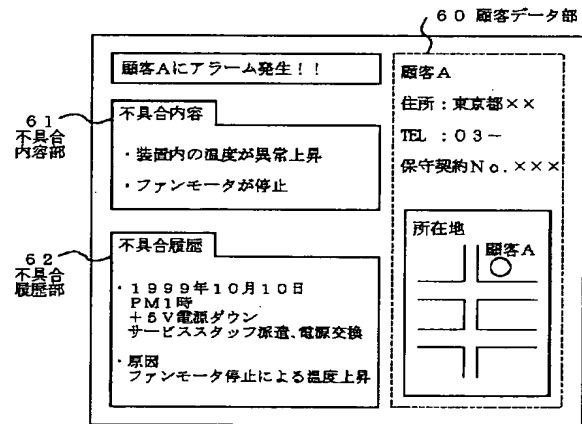 60 顧客データ部
顧客Aにアラーム発生！！
61
不具合
内容部
不具合内容
・装置内の温度が異常上昇
・ファンモータが停止
62
不具合
履歴部
不具合履歴
・1999年10月10日
PM1時
+5V電源ダウン
サービススタッフ派遣、電源交換
・原因
ファンモータ停止による温度上昇
顧客A
住所：東京都××
TEL：03−
保守契約No.×××
所在地
顧客A